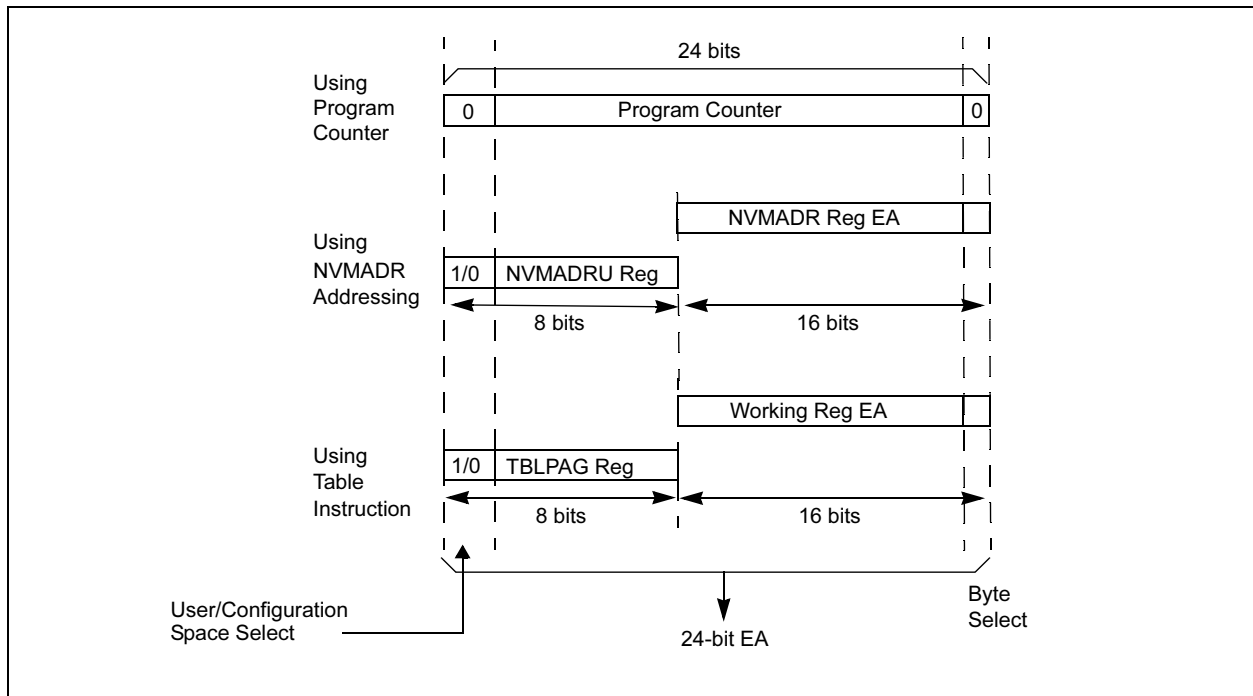 24 bits
Using
Program
Counter
0
Program Counter
0
NVMADR Reg EA
Using
NVMADR
Addressing
1/0
NVMADRU Reg
8 bits
16 bits
Working Reg EA
Using
Table
Instruction
1/0
TBLPAG Reg
8 bits
16 bits
User/Configuration
Space Select
24-bit EA
Byte
Select